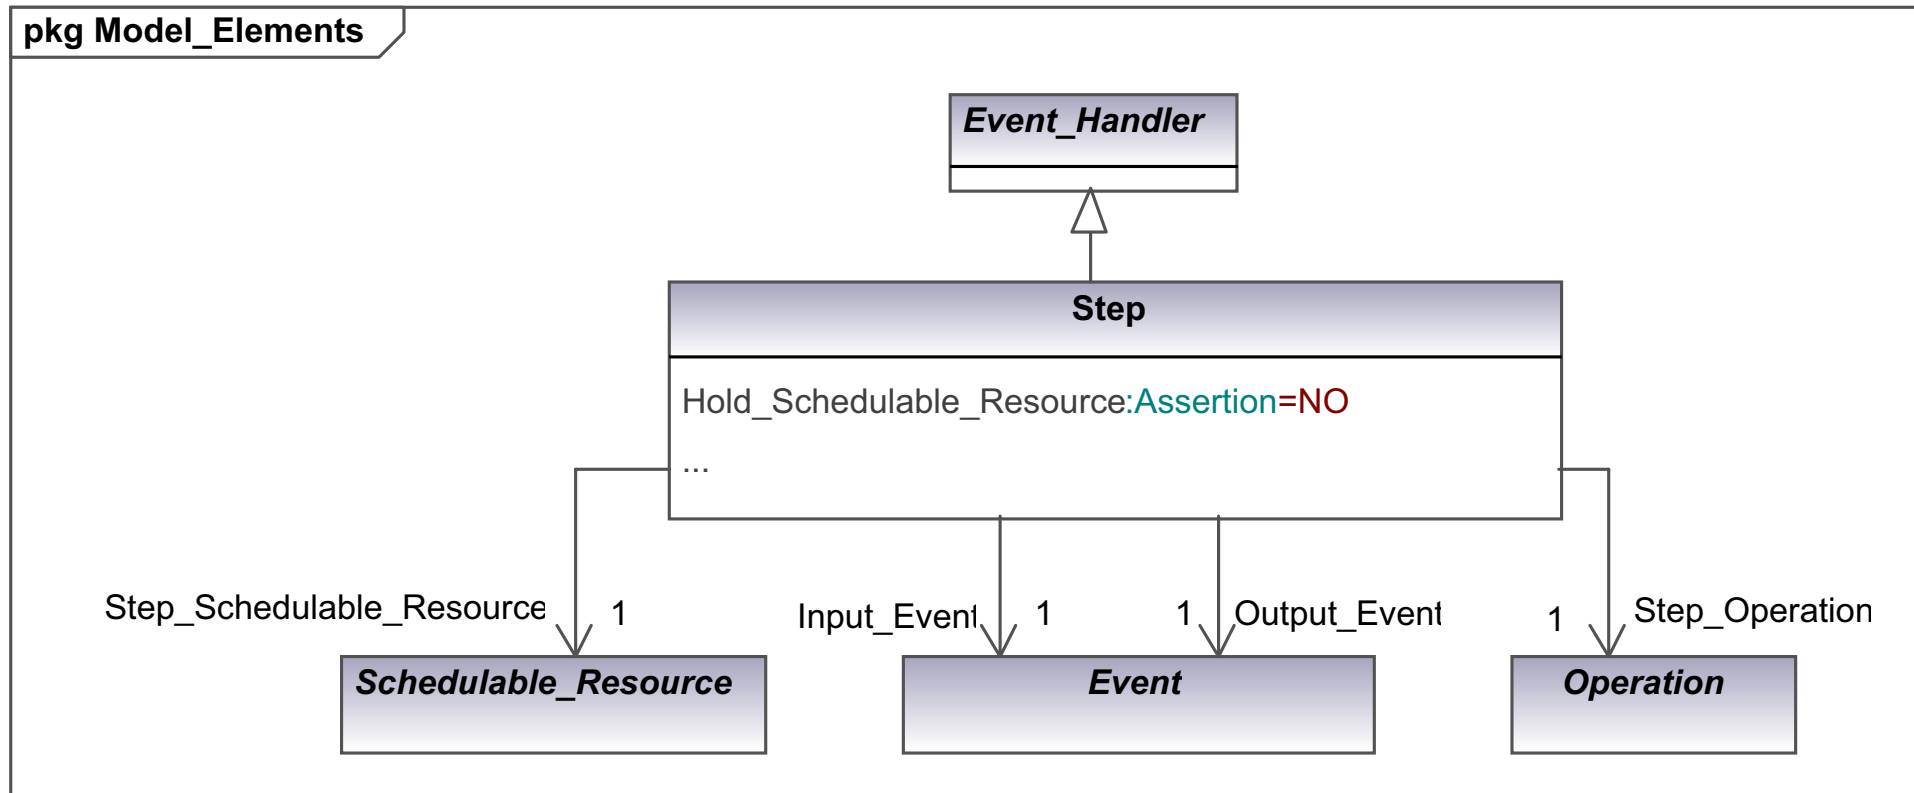 pkg Model_Elements
Event_Handler
Step
Hold_Schedulable_Resource:Assertion=NO
...
Step_Schedulable_Resource 1 Input_Event 1 1 Output_Event 1 Step_Operation
Schedulable_Resource Event Operation